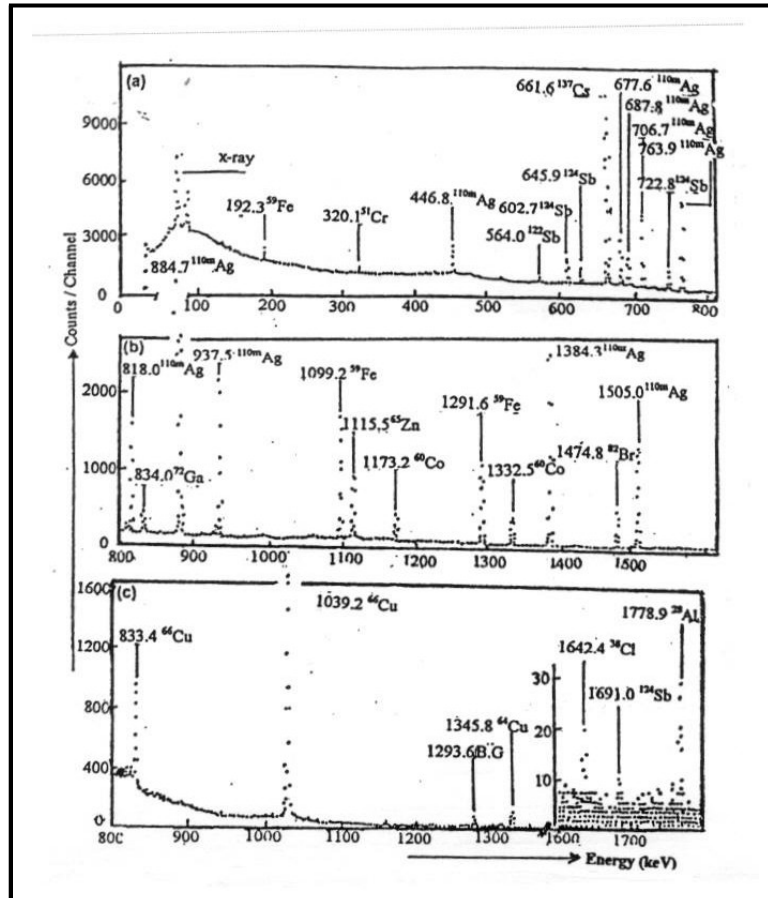 (a)
661.6 ¹³⁷Cs
677.6 ¹¹⁰ᵐAg
687.8 ¹¹⁰ᵐAg
706.7 ¹¹⁰ᵐAg
763.9 ¹¹⁰ᵐAg
9000
x-ray
645.9 ¹²⁴Sb
722.8 ¹²⁴Sb
6000
192.3 ⁵⁹Fe
446.8 ¹¹⁰ᵐAg
602.7 ¹²⁴Sb
320.1 ⁵¹Cr
564.0 ¹²²Sb
3000
884.7 ¹¹⁰ᵐAg
0
0 100 200 300 400 500 600 700 800
(b)
937.5 ¹¹⁰ᵐAg
1384.3 ¹¹⁰ᵐAg
818.0 ¹¹⁰ᵐAg
1099.2 ⁵⁹Fe
1291.6 ⁵⁹Fe
1505.0 ¹¹⁰ᵐAg
2000
1115.5 ⁶⁵Zn
1474.8 ⁸²Br
1173.2 ⁶⁰Co
1332.5 ⁶⁰Co
1000
834.0 ⁷²Ga
0
800 900 1000 1100 1200 1300 1400 1500
(c)
1600
1039.2 ⁶⁶Cu
1778.9 ²⁸AL
833.4 ⁶⁶Cu
1642.4 ³⁸Cl
1200
30
1691.0 ¹²⁴Sb
800
1345.8 ⁶⁴Cu
20
1293.6 B.G
400
10
0
800 900 1000 1100 1200 1300 1600 1700
Counts / Channel
Energy (keV)